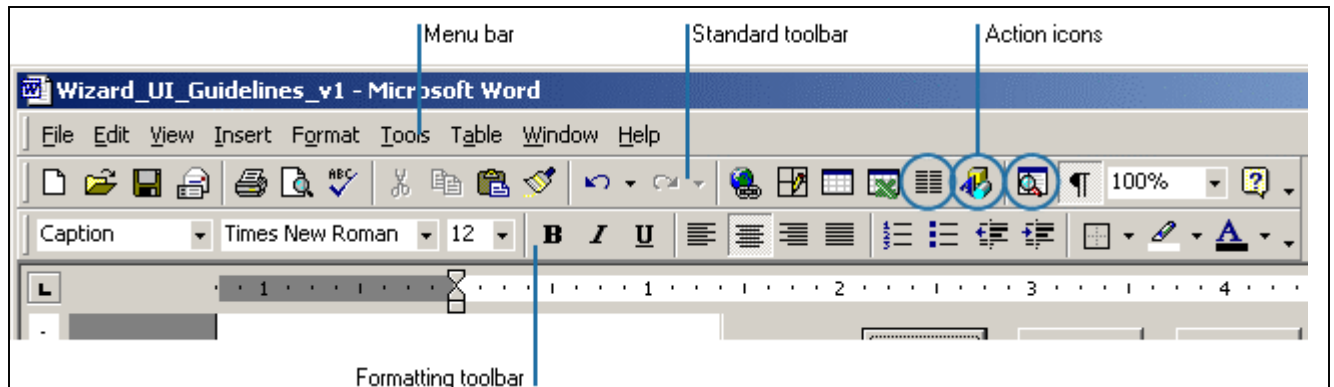 Menu bar Standard toolbar Action icons
Wizard_UI_Guidelines_v1 - Microsoft Word
File Edit View Insert Format Tools Table Window Help
ABC ¶ 100% ?
Caption Times New Roman 12 B I U A
L 1 1 2 3 4
Formatting toolbar